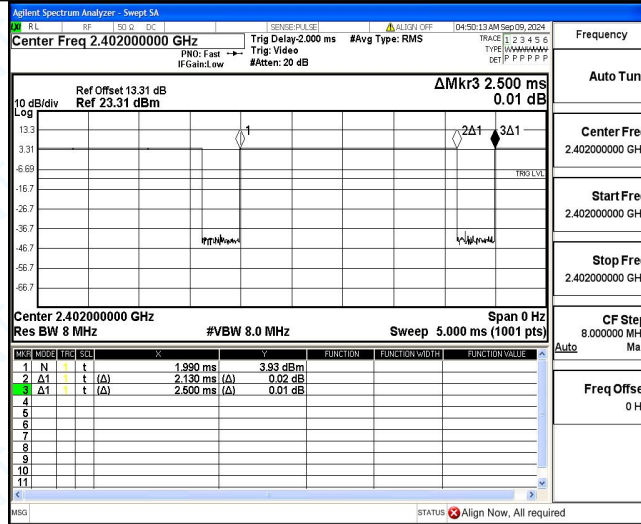 Agilent Spectrum Analyzer - Swept SA
RL RF 50 Ω DC SENSE:PULSE ALIGN OFF 04:50:13 AM Sep 09, 2024
Center Freq 2.402000000 GHz
PNO: Fast
IFGain:Low
Trig Delay-2.000 ms
Trig: Video
#Atten: 20 dB
#Avg Type: RMS
TRACE 1 2 3 4 5 6
TYPE WWWWWW
DET P P P P P P
Ref Offset 13.31 dB
10 dB/div Ref 23.31 dBm
Log
ΔMkr3 2.500 ms
0.01 dB
13.3
3.31
-6.69
-16.7
-26.7
-36.7
-46.7
-56.7
-66.7
1
2Δ1
3Δ1
TRIG LVL
Center 2.402000000 GHz Span 0 Hz
Res BW 8 MHz #VBW 8.0 MHz Sweep 5.000 ms (1001 pts)
MKR MODE TRC SCL X Y FUNCTION FUNCTION WIDTH FUNCTION VALUE
1 N 1 t 1.990 ms 3.93 dBm
2 Δ1 1 t (Δ) 2.130 ms (Δ) 0.02 dB
3 Δ1 1 t (Δ) 2.500 ms (Δ) 0.01 dB
4
5
6
7
8
9
10
11
MSG STATUS Align Now, All required
Frequency
Auto Tun
Center Fre
2.402000000 GH
Start Fre
2.402000000 GH
Stop Fre
2.402000000 GH
CF Step
8.000000 MH
Auto Ma
Freq Offse
0 H